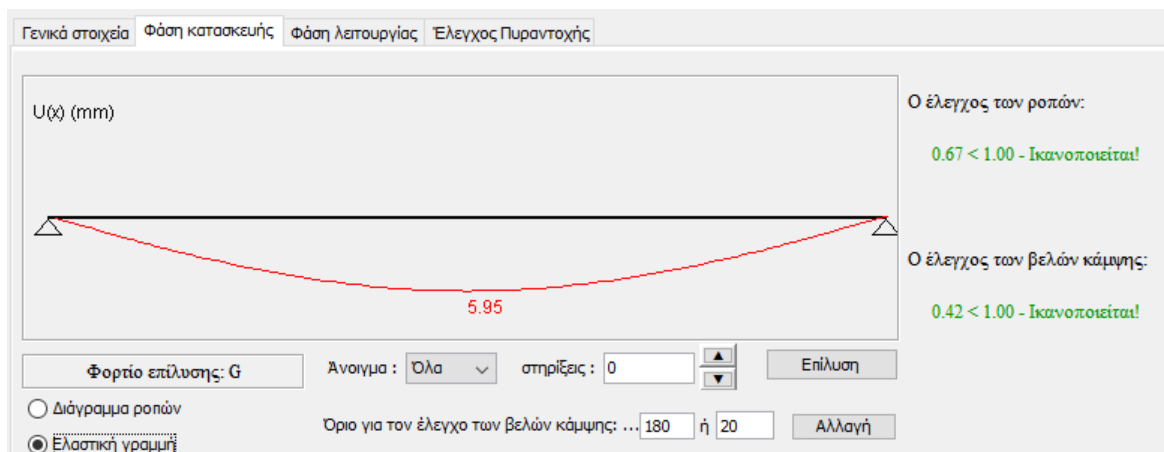 Γενικά στοιχεία Φάση κατασκευής Φάση λειτουργίας Έλεγχος Πυραντοχής
U(x) (mm)
5.95
Ο έλεγχος των ροπών:
0.67 < 1.00 - Ικανοποιείται!
Ο έλεγχος των βελών κάμψης:
0.42 < 1.00 - Ικανοποιείται!
Φορτίο επίλυσης: G
Άνοιγμα : Όλα στηρίξεις : 0 Επίλυση
Διάγραμμα ροπών
Ελαστική γραμμή
Όριο για τον έλεγχο των βελών κάμψης: ... 180 ή 20 Αλλαγή